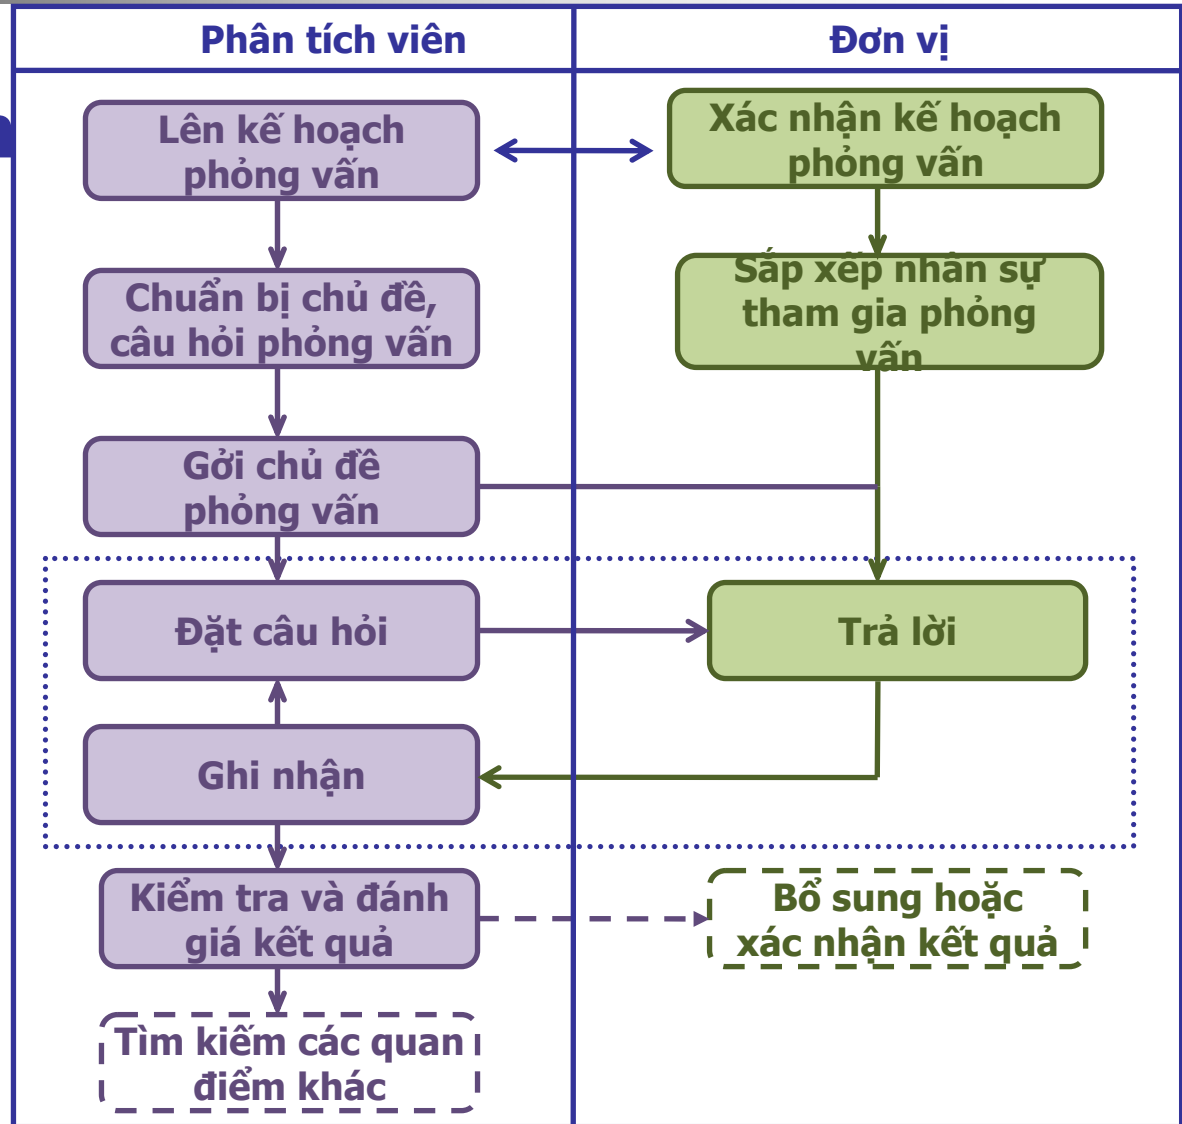 Phân tích viên
Đơn vị
Lên kế hoạch
phỏng vấn
Xác nhận kế hoạch
phỏng vấn
Chuẩn bị chủ đề,
câu hỏi phỏng vấn
Sắp xếp nhân sự
tham gia phỏng
vấn
Gởi chủ đề
phỏng vấn
Đặt câu hỏi
Trả lời
Ghi nhận
Kiểm tra và đánh
giá kết quả
Bổ sung hoặc
xác nhận kết quả
Tìm kiếm các quan
điểm khác